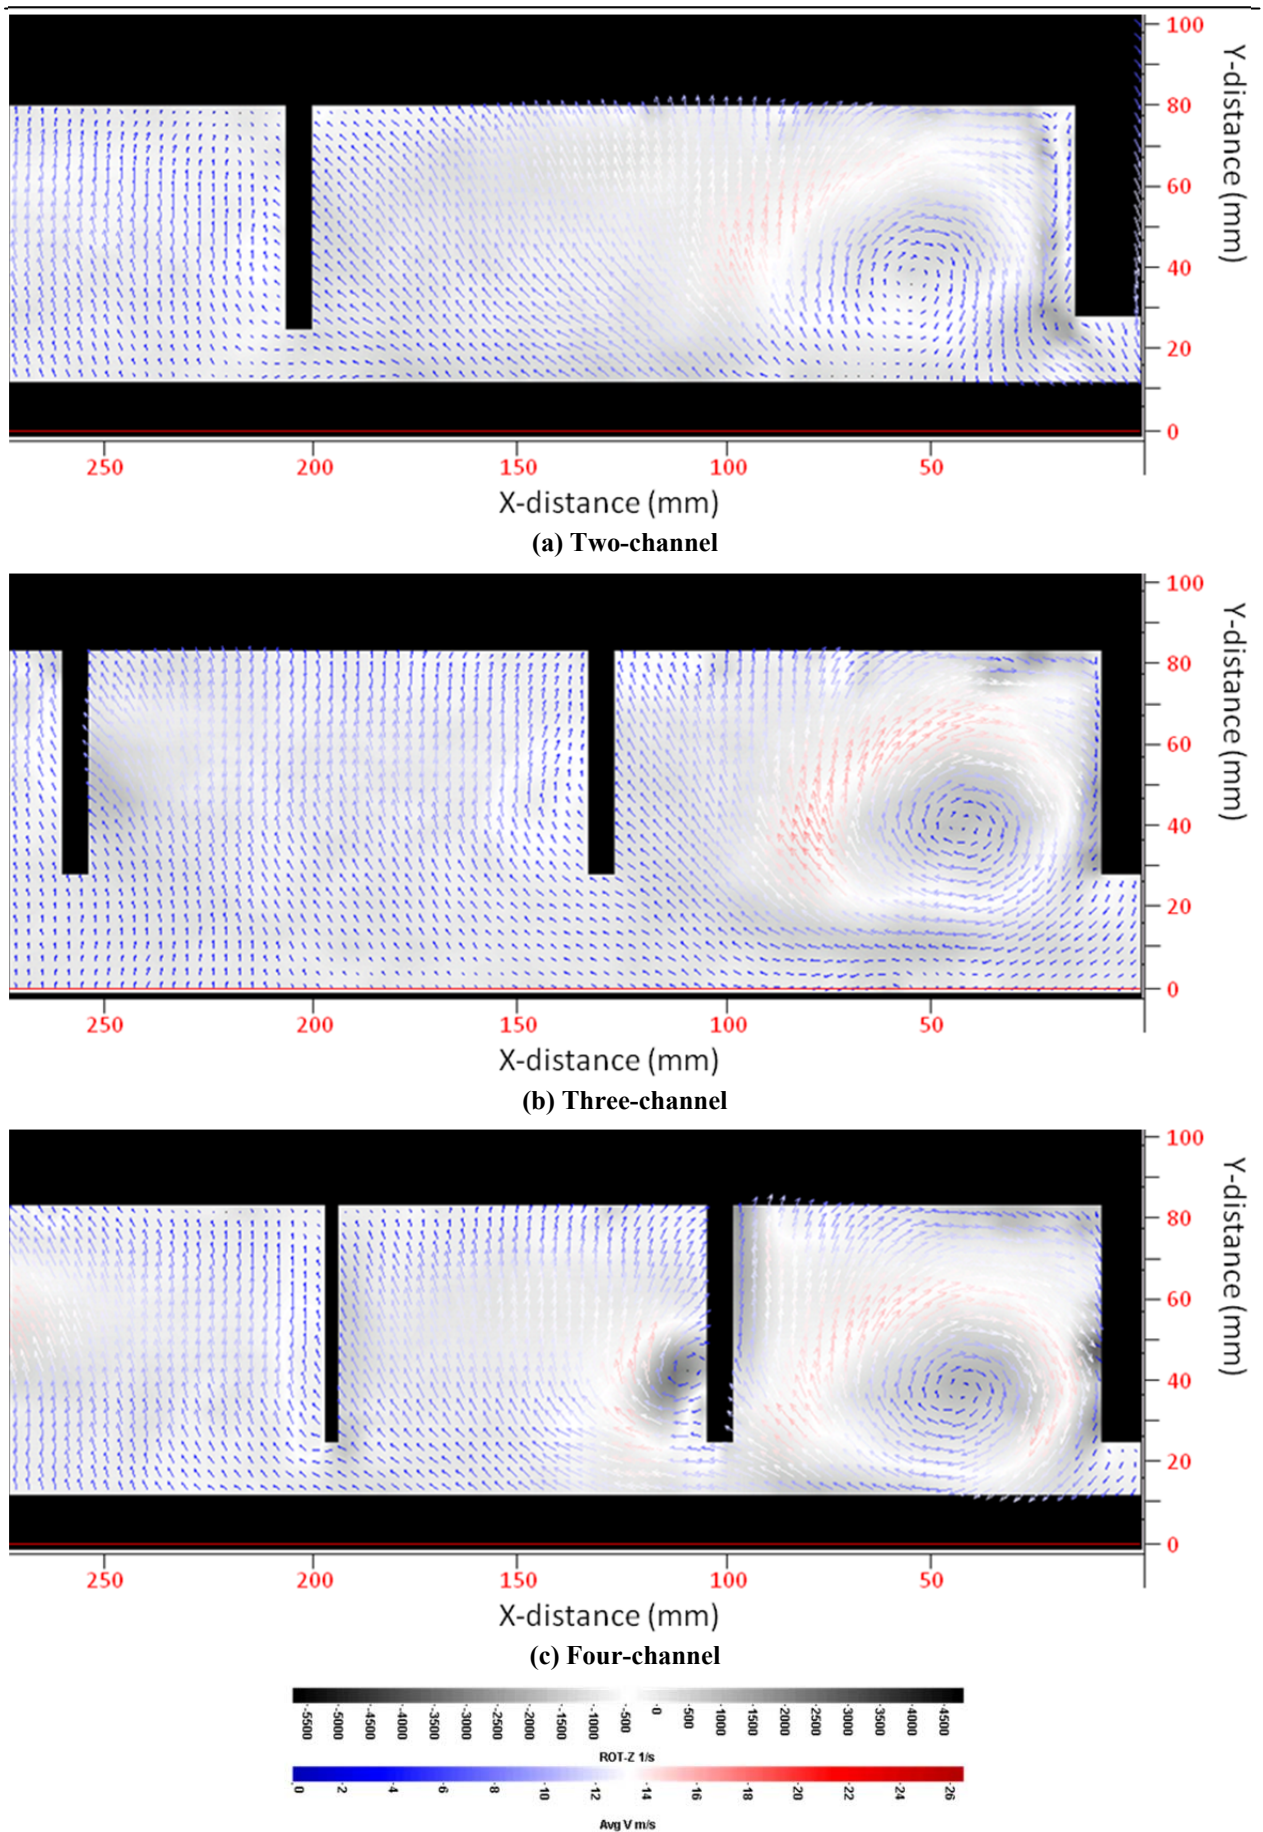 100
80
60
40
20
0
Y-distance (mm)
250 200 150 100 50
X-distance (mm)
(a) Two-channel
100
80
60
40
20
0
Y-distance (mm)
250 200 150 100 50
X-distance (mm)
(b) Three-channel
100
80
60
40
20
0
Y-distance (mm)
250 200 150 100 50
X-distance (mm)
(c) Four-channel
-5500 -5000 -4500 -4000 -3500 -3000 -2500 -2000 -1500 -1000 -500 0 500 1000 1500 2000 2500 3000 3500 4000 4500
ROT-Z 1/s
0 2 4 6 8 10 12 14 16 18 20 22 24 26
Avg V m/s